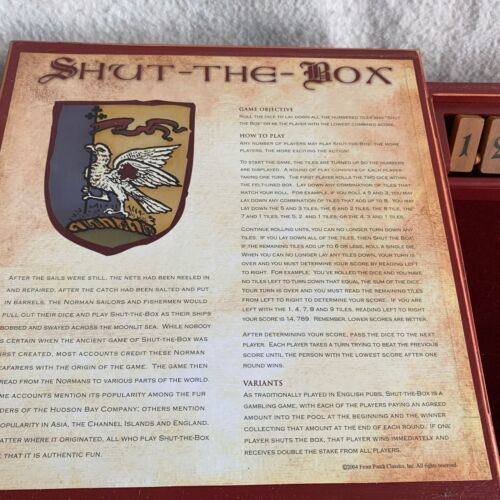 SHUT-THE-BOX
GAME OBJECTIVE
ROLL THE DICE TO LAY DOWN ALL THE NUMBERED TILES AND "SHUT
THE BOX" OR BE THE PLAYER WITH THE LOWEST COMBINED SCORE.
HOW TO PLAY
ANY NUMBER OF PLAYERS MAY PLAY SHUT-THE-BOX. THE MORE
PLAYERS, THE MORE EXCITING THE ACTION!
TO START THE GAME, THE TILES ARE TURNED UP SO THE NUMBERS
ARE DISPLAYED. A ROUND OF PLAY CONSISTS OF EACH PLAYER
TAKING ONE TURN. THE FIRST PLAYER ROLLS THE TWO DICE WITHIN
THE FELT-TUNED BOX. LAY DOWN ANY COMBINATION OF TILES THAT
MATCH YOUR ROLL. FOR EXAMPLE, IF YOU ROLL A 5 AND 3, YOU MAY
LAY DOWN ANY COMBINATION OF TILES THAT ADD UP TO 8. YOU MAY
LAY DOWN THE 5 AND 3 TILES, THE 6 AND 2 TILES, THE 8 TILE, THE
7 AND 1 TILES, THE 5, 2 AND 1 TILES, OR THE 4, 3 AND 1 TILES.
CONTINUE ROLLING UNTIL YOU CAN NO LONGER TURN DOWN ANY
TILES. IF YOU LAY DOWN ALL OF THE TILES, THEN SHUT THE BOX!
IF THE REMAINING TILES ADD UP TO 6 OR LESS, ROLL A SINGLE DIE.
WHEN YOU CAN NO LONGER LAY ANY TILES DOWN, YOUR TURN IS
OVER AND YOU MUST DETERMINE YOUR SCORE BY READING LEFT
TO RIGHT. FOR EXAMPLE: YOU'VE ROLLED THE DICE AND YOU HAVE
NO TILES LEFT TO TURN DOWN THAT EQUAL THE SUM OF THE DICE.
YOUR TURN IS OVER AND YOU MUST READ THE REMAINING TILES
FROM LEFT TO RIGHT TO DETERMINE YOUR SCORE. IF YOU ARE
LEFT WITH THE 1, 4, 7, 8 AND 9 TILES, READING LEFT TO RIGHT
YOUR SCORE IS 14,789. REMEMBER, LOWER SCORES ARE BETTER.
AFTER DETERMINING YOUR SCORE, PASS THE DICE TO THE NEXT
PLAYER. EACH PLAYER TAKES A TURN TRYING TO BEAT THE PREVIOUS
SCORE UNTIL THE PERSON WITH THE LOWEST SCORE AFTER ONE
ROUND WINS.
VARIANTS
AS TRADITIONALLY PLAYED IN ENGLISH PUBS, SHUT-THE-BOX IS A
GAMBLING GAME, WITH EACH OF THE PLAYERS PAYING AN AGREED
AMOUNT INTO THE POOL AT THE BEGINNING AND THE WINNER
COLLECTING THAT AMOUNT AT THE END OF EACH ROUND. IF ONE
PLAYER SHUTS THE BOX, THAT PLAYER WINS IMMEDIATELY AND
RECEIVES DOUBLE THE STAKE FROM ALL PLAYERS.
©2004 Front Porch Classics, Inc. All rights reserved.
AFTER THE SAILS WERE STILL, THE NETS HAD BEEN REELED IN
AND REPAIRED, AFTER THE CATCH HAD BEEN SALTED AND PUT
IN BARRELS, THE NORMAN SAILORS AND FISHERMEN WOULD
PULL OUT THEIR DICE AND PLAY SHUT-THE-BOX AS THEIR SHIPS
BOBBED AND SWAYED ACROSS THE MOONLIT SEA. WHILE NOBODY
IS CERTAIN WHEN THE ANCIENT GAME OF SHUT-THE-BOX WAS
FIRST CREATED, MOST ACCOUNTS CREDIT THESE NORMAN
EAFARERS WITH THE ORIGIN OF THE GAME. THE GAME THEN
READ FROM THE NORMANS TO VARIOUS PARTS OF THE WORLD.
ME ACCOUNTS MENTION ITS POPULARITY AMONG THE FUR
DERS OF THE HUDSON BAY COMPANY; OTHERS MENTION
POPULARITY IN ASIA, THE CHANNEL ISLANDS AND ENGLAND.
ATTER WHERE IT ORIGINATED, ALL WHO PLAY SHUT-THE-BOX
E THAT IT IS AUTHENTIC FUN.
1